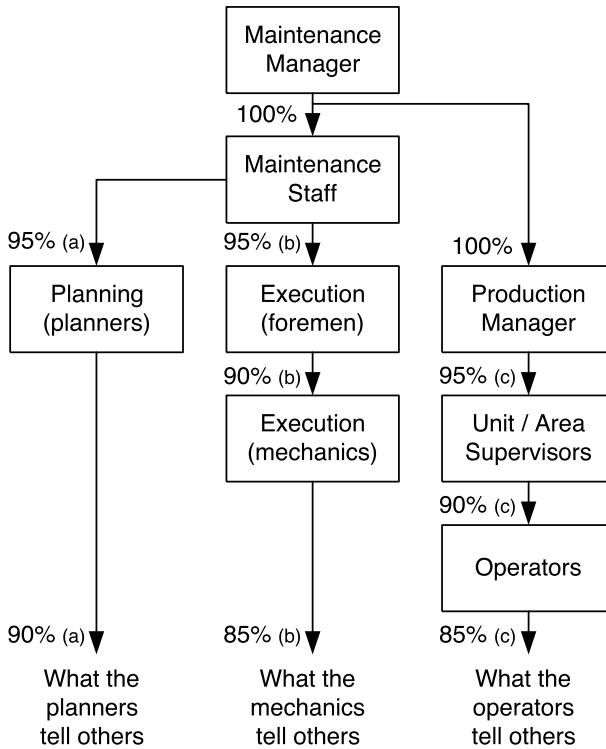 Maintenance
Manager
100%
Maintenance
Staff
95% (a)
95% (b)
100%
Planning
(planners)
Execution
(foremen)
Production
Manager
90% (b)
95% (c)
Execution
(mechanics)
Unit / Area
Supervisors
90% (c)
Operators
90% (a)
85% (b)
85% (c)
What the
planners
tell others
What the
mechanics
tell others
What the
operators
tell others